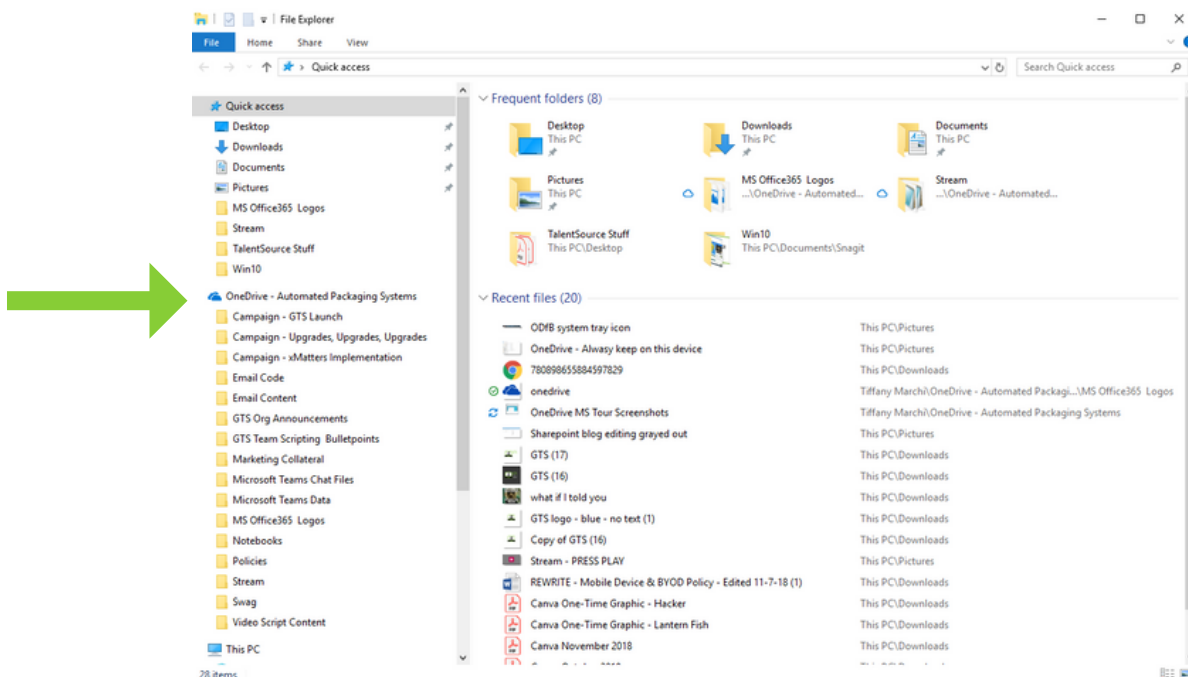 File Explorer
File Home Share View
Quick access
Search Quick access
Quick access
Desktop
Downloads
Documents
Pictures
MS Office365 Logos
Stream
TalentSource Stuff
Win10
OneDrive - Automated Packaging Systems
Campaign - GTS Launch
Campaign - Upgrades, Upgrades, Upgrades
Campaign - xMatters Implementation
Email Code
Email Content
GTS Org Announcements
GTS Team Scripting Bulletpoints
Marketing Collateral
Microsoft Teams Chat Files
Microsoft Teams Data
MS Office365 Logos
Notebooks
Policies
Stream
Swag
Video Script Content
This PC
28 items
Frequent folders (8)
Desktop
This PC
Downloads
This PC
Documents
This PC
Pictures
This PC
MS Office365 Logos
...\OneDrive - Automated...
Stream
...\OneDrive - Automated...
TalentSource Stuff
This PC\Desktop
Win10
This PC\Documents\Snagit
Recent files (20)
ODfB system tray icon This PC\Pictures
OneDrive - Alwasy keep on this device This PC\Pictures
780898655884597829 This PC\Downloads
onedrive Tiffany Marchi\OneDrive - Automated Packagi...\MS Office365 Logos
OneDrive MS Tour Screenshots Tiffany Marchi\OneDrive - Automated Packaging Systems
Sharepoint blog editing grayed out This PC\Pictures
GTS (17) This PC\Downloads
GTS (16) This PC\Downloads
what if I told you This PC\Downloads
GTS logo - blue - no text (1) This PC\Downloads
Copy of GTS (16) This PC\Downloads
Stream - PRESS PLAY This PC\Pictures
REWRITE - Mobile Device & BYOD Policy - Edited 11-7-18 (1) This PC\Downloads
Canva One-Time Graphic - Hacker This PC\Downloads
Canva One-Time Graphic - Lantern Fish This PC\Downloads
Canva November 2018 This PC\Downloads